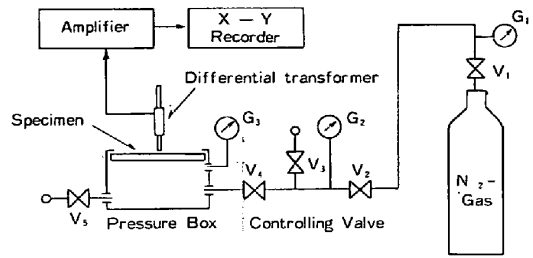 Amplifier
X — Y
Recorder
G₁
V₁
Differential transformer
Specimen
G₃
G₂
V₄
V₃
V₂
N₂-
Gas
V₅
Pressure Box
Controlling Valve